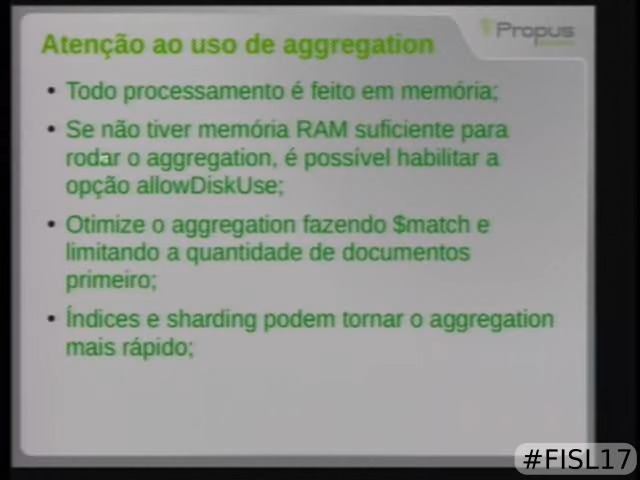 Atenção ao uso de aggregation
Propus
• Todo processamento é feito em memória;
• Se não tiver memória RAM suficiente para
rodar o aggregation, é possível habilitar a
opção allowDiskUse;
• Otimize o aggregation fazendo $match e
limitando a quantidade de documentos
primeiro;
• Índices e sharding podem tornar o aggregation
mais rápido;
#FISL17